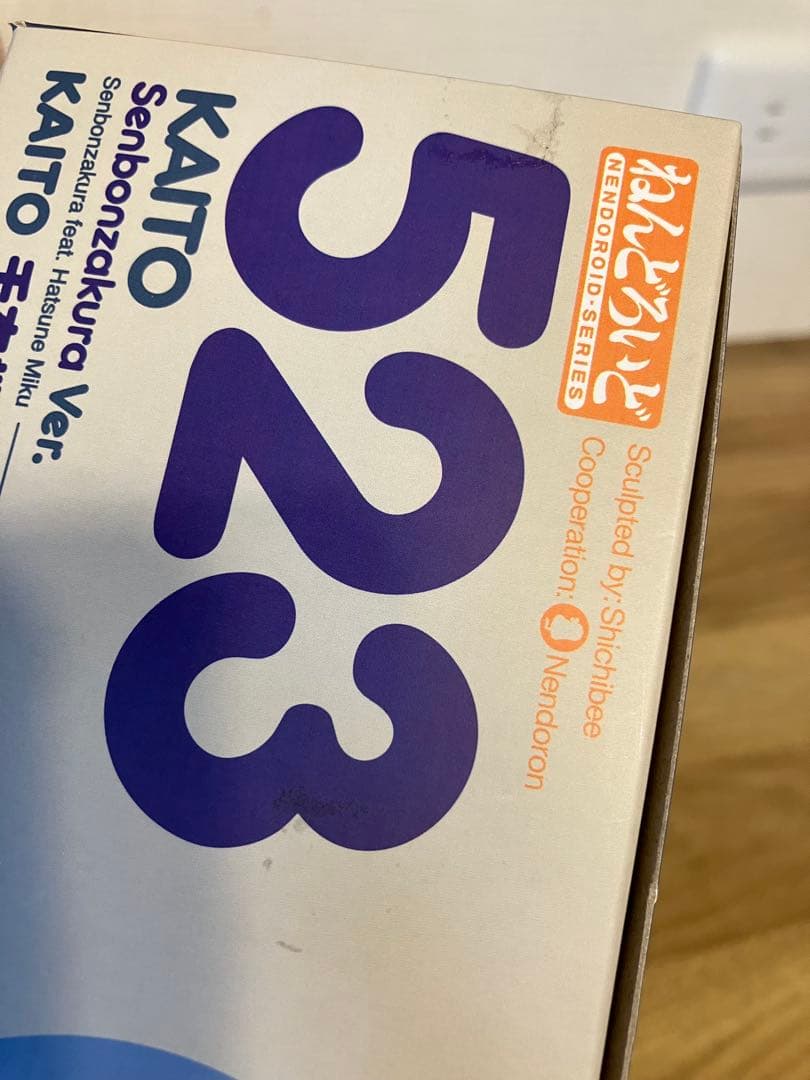 ねんどろいど
NENDOROID·SERIES
Sculpted by:Shichibee
Cooperation: Nendoron
523
KAITO
Senbonzakura Ver.
Senbonzakura feat. Hatsune Miku
KAITO